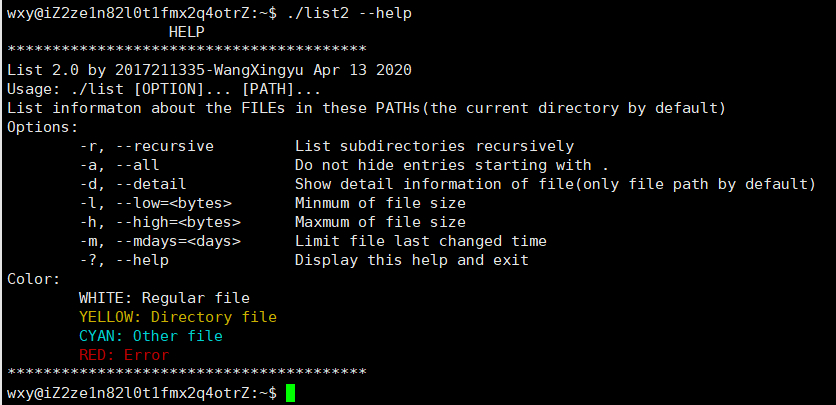 wxy@iZ2ze1n82l0t1fmx2q4otrZ:~$ ./list2 --help
HELP
****************************************
List 2.0 by 2017211335-WangXingyu Apr 13 2020
Usage: ./list [OPTION]... [PATH]...
List informaton about the FILEs in these PATHs(the current directory by default)
Options:
-r, --recursive List subdirectories recursively
-a, --all Do not hide entries starting with .
-d, --detail Show detail information of file(only file path by default)
-l, --low=<bytes> Minmum of file size
-h, --high=<bytes> Maxmum of file size
-m, --mdays=<days> Limit file last changed time
-?, --help Display this help and exit
Color:
WHITE: Regular file
YELLOW: Directory file
CYAN: Other file
RED: Error
****************************************
wxy@iZ2ze1n82l0t1fmx2q4otrZ:~$